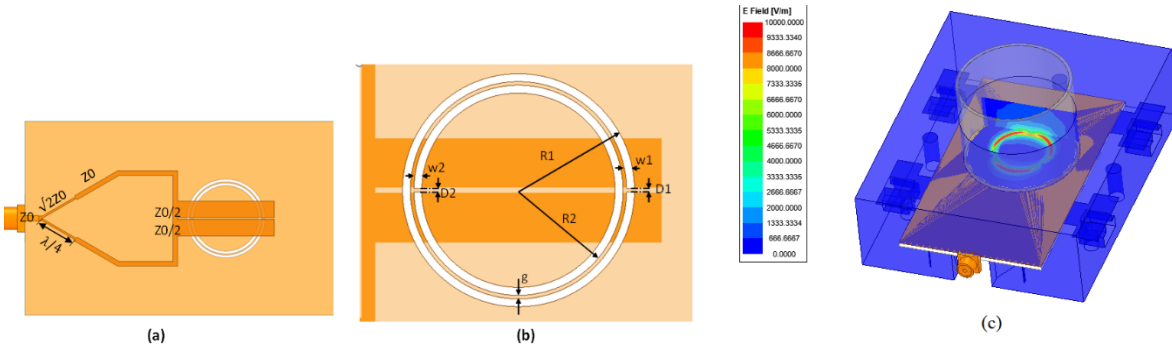 √2Z0
Z0
Z0
λ/4
Z0/2
Z0/2
(a)
R1
w1
w2
D1
D2
R2
g
(b)
E Field [V/m]
10000.0000
9333.3340
8666.6670
8000.0000
7333.3335
6666.6670
6000.0000
5333.3335
4666.6670
4000.0000
3333.3335
2666.6667
2000.0000
1333.3334
666.6667
0.0000
(c)